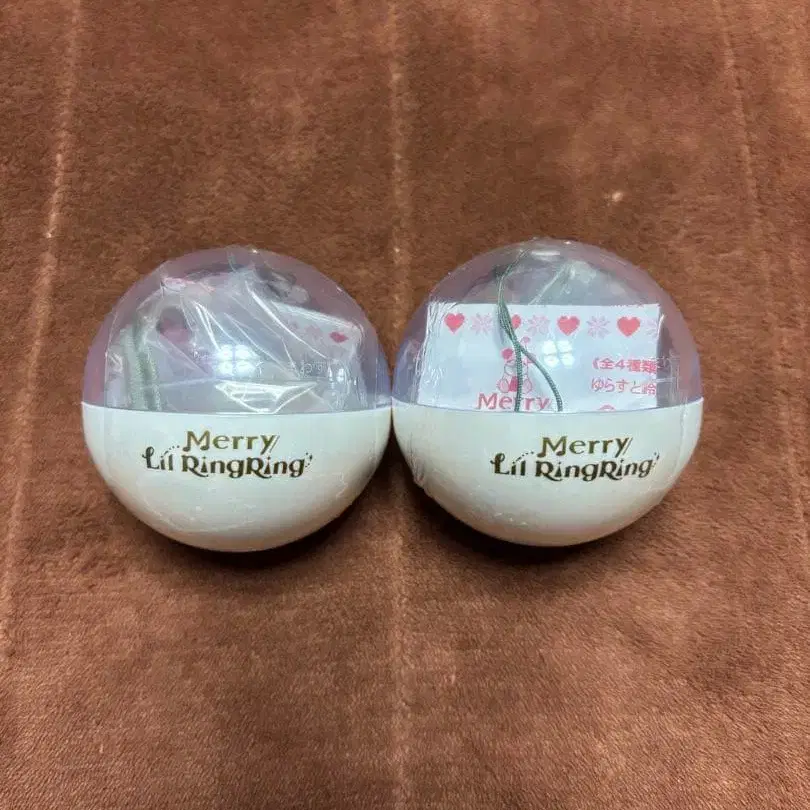 Merry
Lil RingRing
Merry
(全4種類
ゆらすと鈴
Merry
Lil RingRing